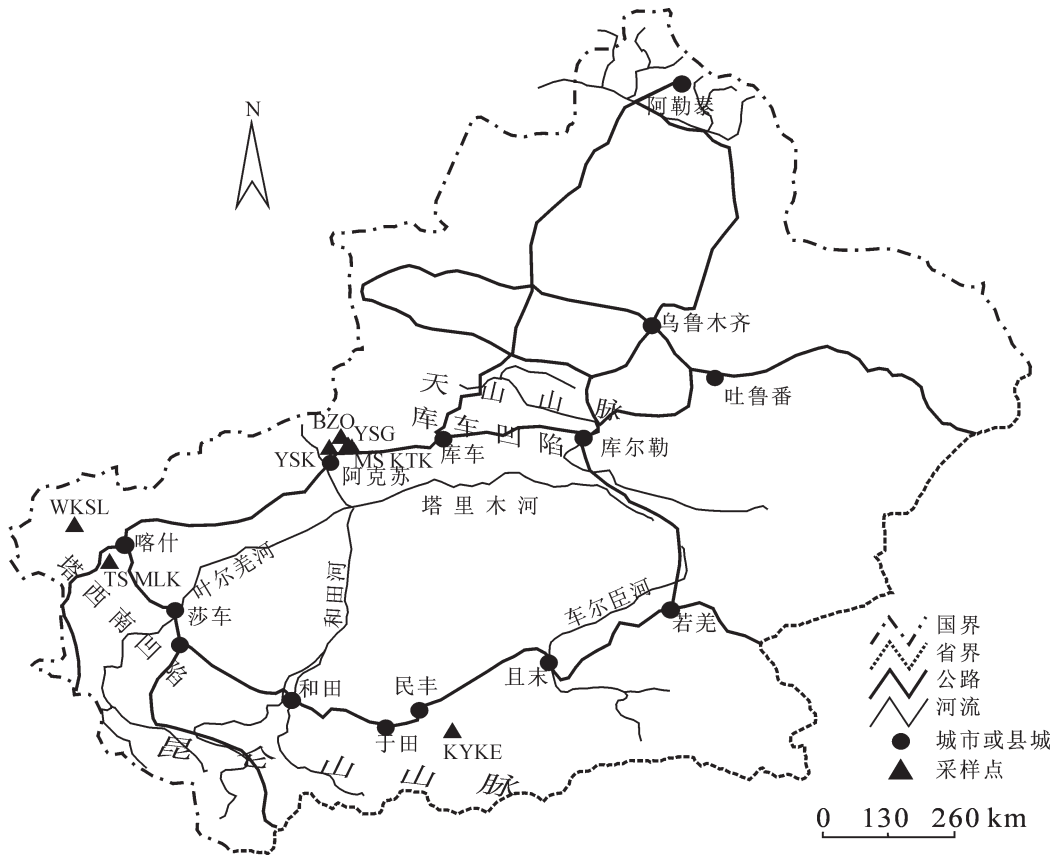 N
阿勒泰
乌鲁木齐
吐鲁番
天山山脉
库车凹陷
BZO
YSG
YSK
MS KTK
库车
库尔勒
阿克苏
塔里木河
WKSL
喀什
TS MLK
叶尔羌河
和田河
车尔臣河
塔西南凹陷
莎车
若羌
且末
和田
民丰
于田
KYKE
昆仑山山脉
国界
省界
公路
河流
城市或县城
采样点
0 130 260 km